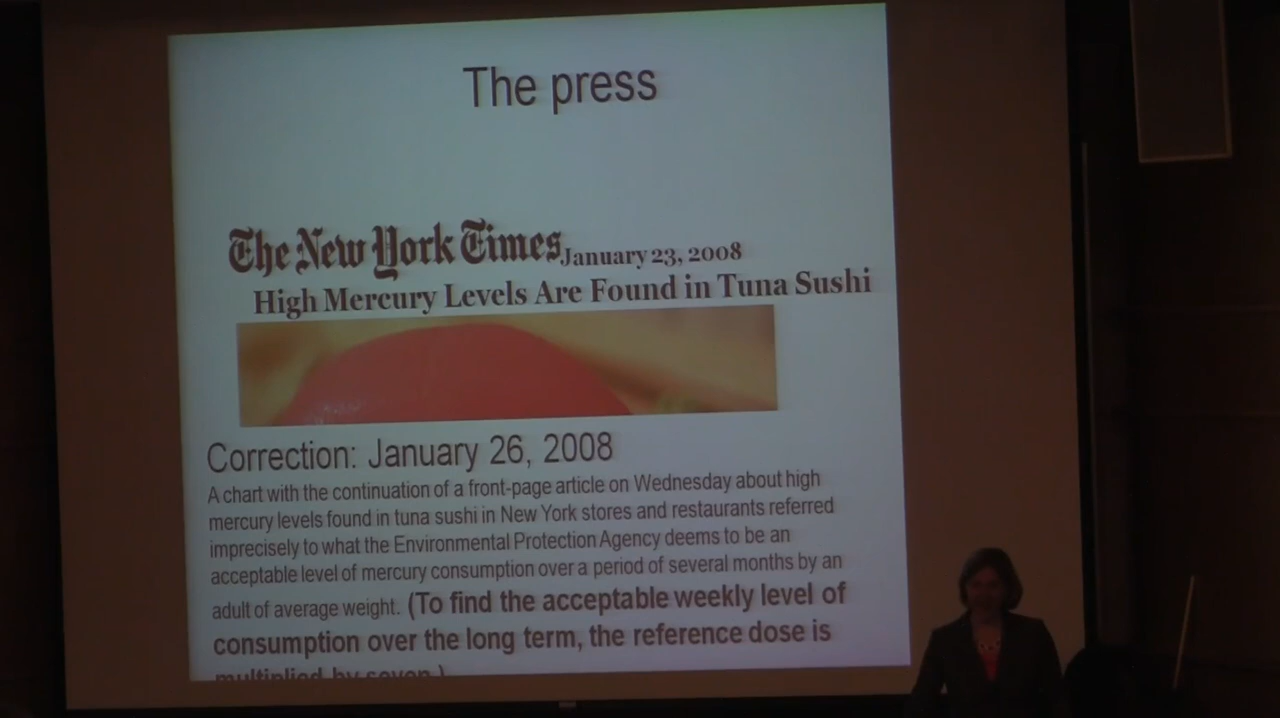 The press
The New York Times January 23, 2008
High Mercury Levels Are Found in Tuna Sushi
Correction: January 26, 2008
A chart with the continuation of a front-page article on Wednesday about high
mercury levels found in tuna sushi in New York stores and restaurants referred
imprecisely to what the Environmental Protection Agency deems to be an
acceptable level of mercury consumption over a period of several months by an
adult of average weight. (To find the acceptable weekly level of
consumption over the long term, the reference dose is
multiplied by seven.)